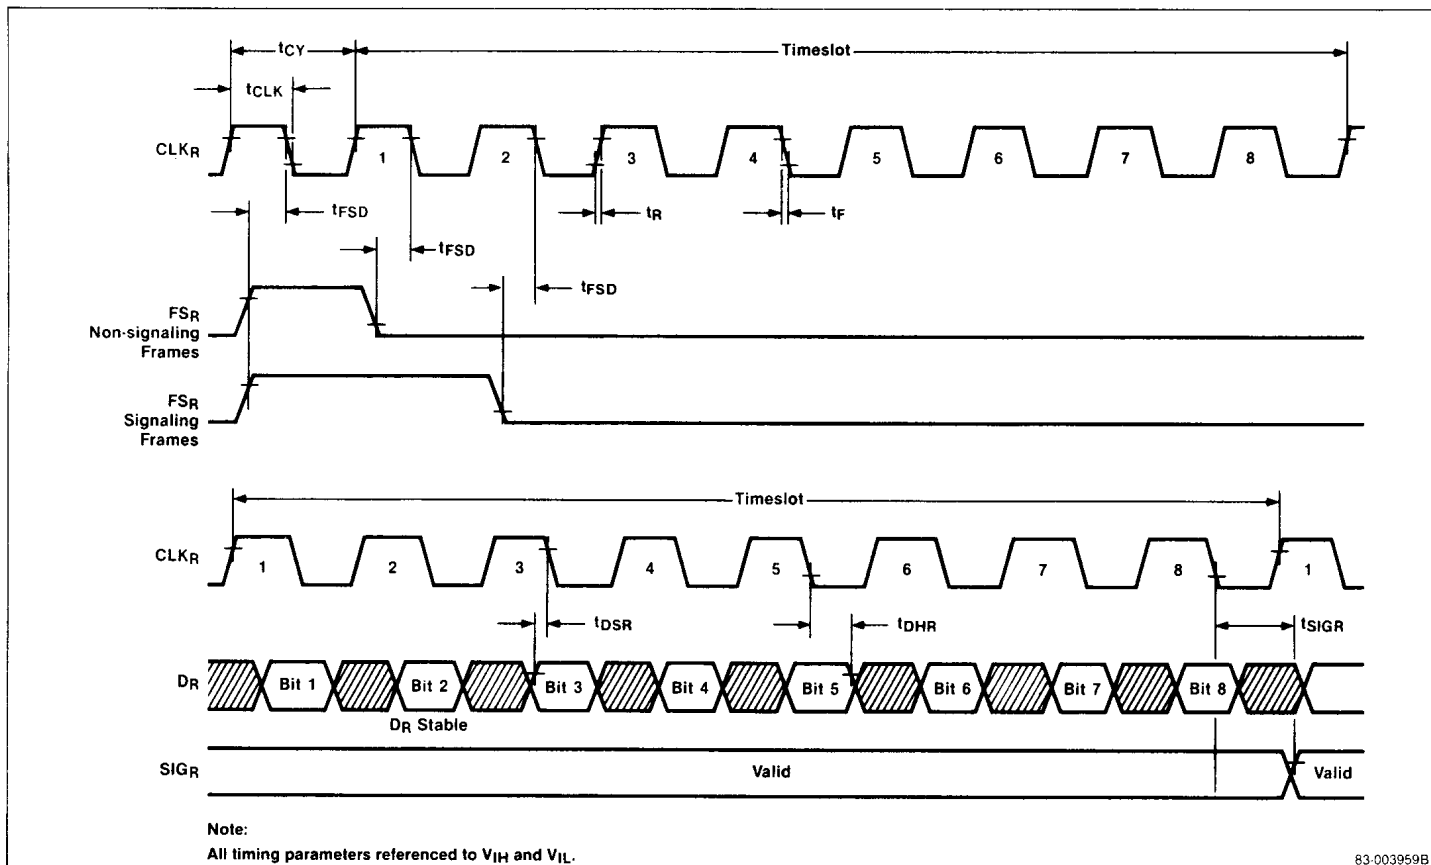 tCY
Timeslot
tCLK
CLKR
1 2 3 4 5 6 7 8
tFSD
tR
tF
tFSD
tFSD
FSR
Non-signaling
Frames
FSR
Signaling
Frames
Timeslot
CLKR
1 2 3 4 5 6 7 8 1
tDSR
tDHR
tSIGR
DR
Bit 1 Bit 2 Bit 3 Bit 4 Bit 5 Bit 6 Bit 7 Bit 8
DR Stable
SIGR
Valid Valid
Note:
All timing parameters referenced to VIH and VIL.
83-003959B